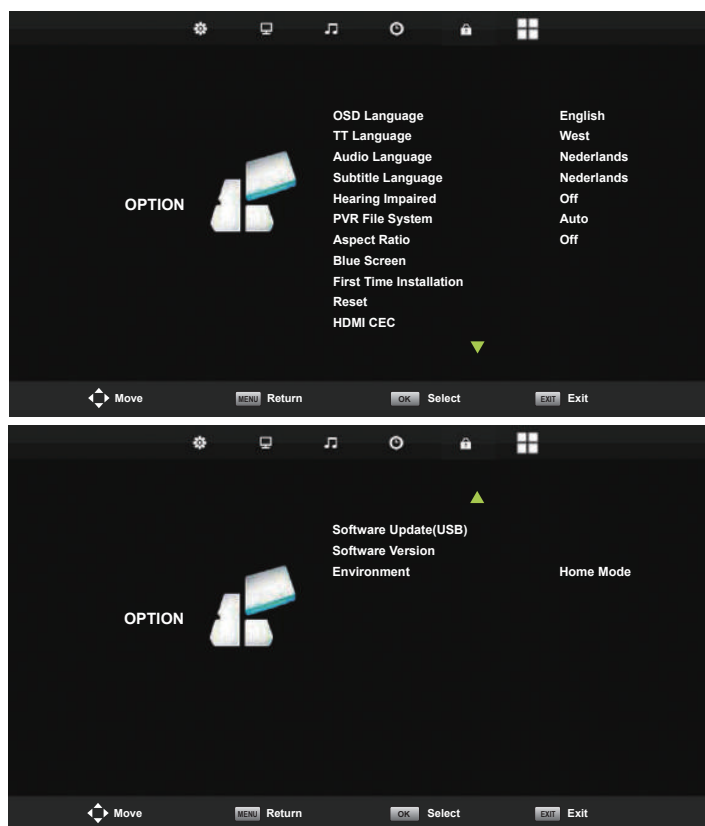 OPTION
OSD Language English
TT Language West
Audio Language Nederlands
Subtitle Language Nederlands
Hearing Impaired Off
PVR File System Auto
Aspect Ratio Off
Blue Screen
First Time Installation
Reset
HDMI CEC
Move MENU Return OK Select EXIT Exit
Software Update(USB)
Software Version
Environment Home Mode
OPTION
Move MENU Return OK Select EXIT Exit